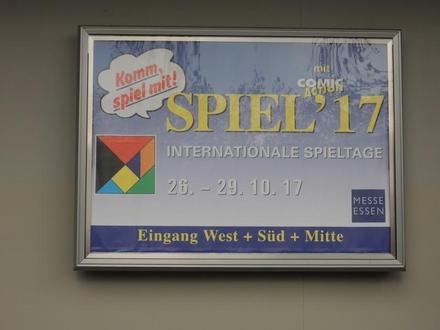 Komm,
spiel mit!
mit
COMIC
ACTION
SPIEL'17
INTERNATIONALE SPIELTAGE
26. – 29. 10. 17
MESSE
ESSEN
Eingang West + Süd + Mitte